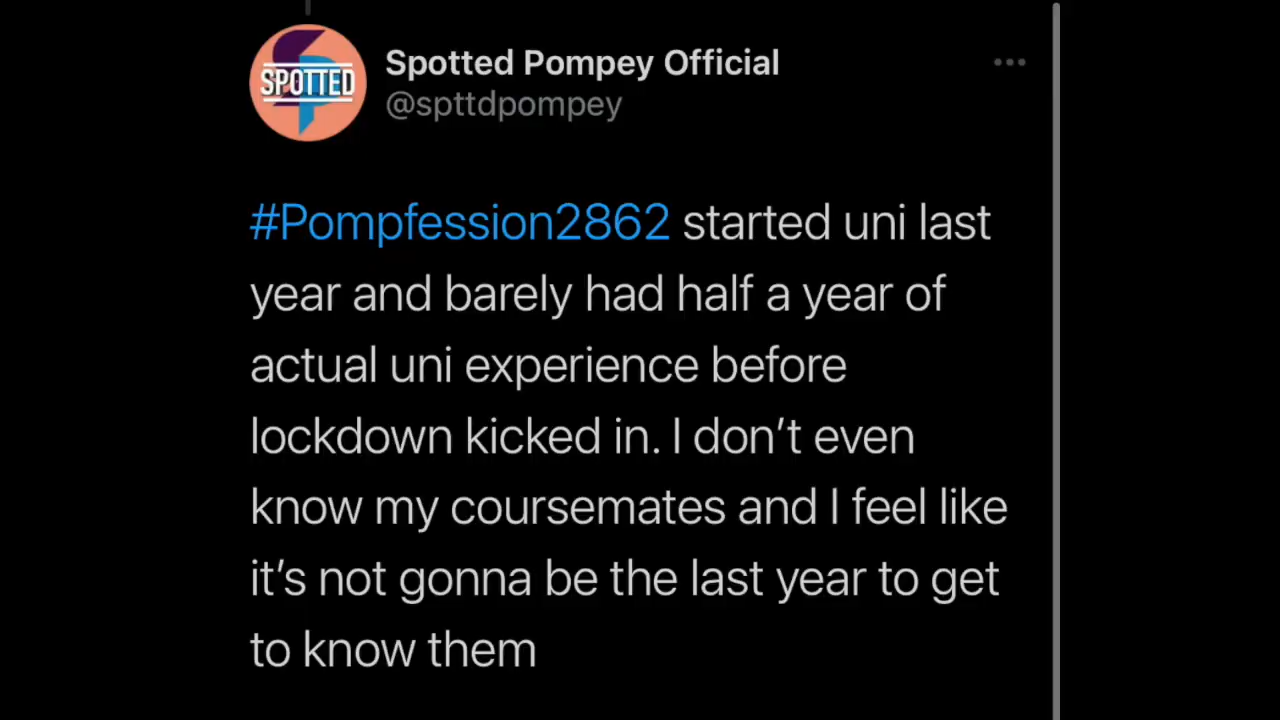 SPOTTED
Spotted Pompey Official
@spttdpompey
#Pompfession2862 started uni last
year and barely had half a year of
actual uni experience before
lockdown kicked in. I don’t even
know my coursemates and I feel like
it’s not gonna be the last year to get
to know them